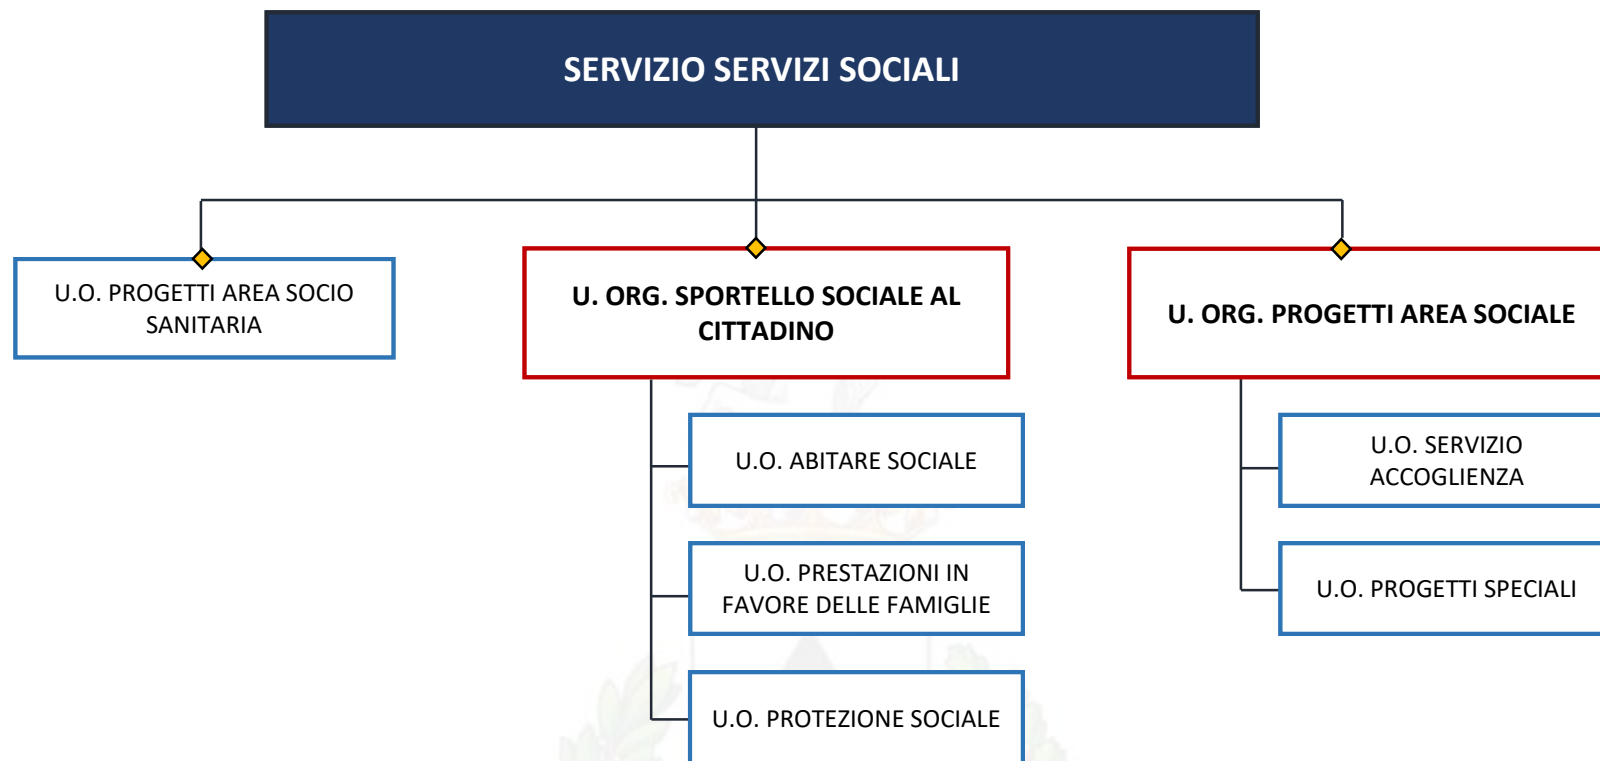 SERVIZIO SERVIZI SOCIALI
U.O. PROGETTI AREA SOCIO
SANITARIA
U. ORG. SPORTELLO SOCIALE AL
CITTADINO
U. ORG. PROGETTI AREA SOCIALE
U.O. ABITARE SOCIALE
U.O. PRESTAZIONI IN
FAVORE DELLE FAMIGLIE
U.O. PROTEZIONE SOCIALE
U.O. SERVIZIO
ACCOGLIENZA
U.O. PROGETTI SPECIALI